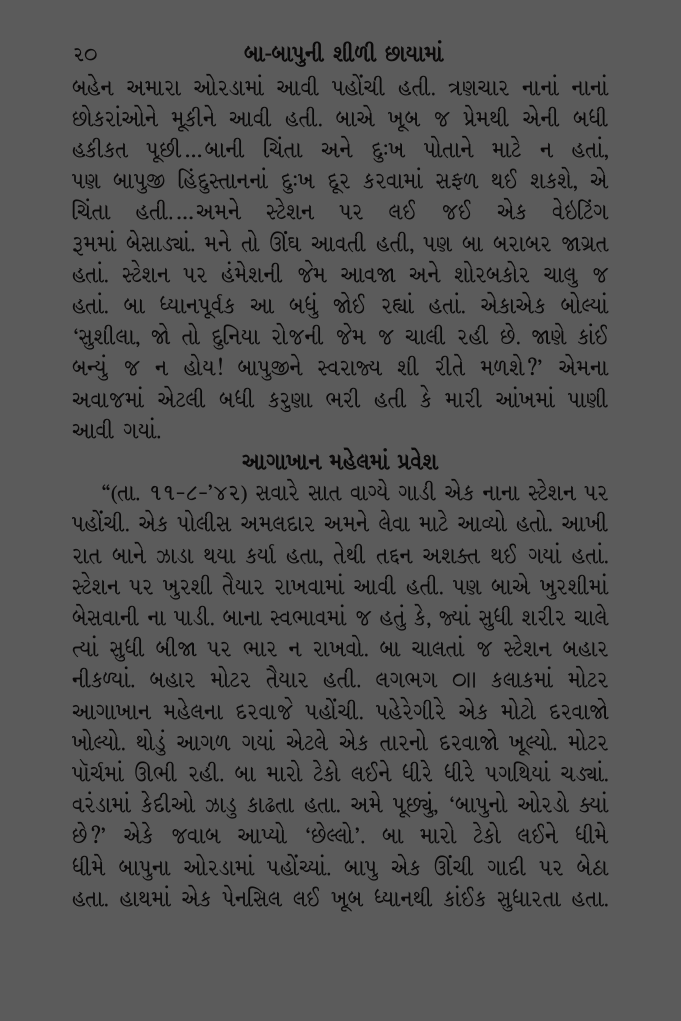 ૨૦ બા-બાપુની શીળી છાયામાં
બહેન અમારા ઓરડામાં આવી પહોંચી હતી. ત્રણચાર નાનાં નાનાં
છોકરાંઓને મૂકીને આવી હતી. બાએ ખૂબ જ પ્રેમથી એની બધી
હકીકત પૂછી...બાની ચિંતા અને દુઃખ પોતાને માટે ન હતાં,
પણ બાપુજી હિંદુસ્તાનનાં દુઃખ દૂર કરવામાં સફળ થઈ શકશે, એ
ચિંતા હતી....અમને સ્ટેશન પર લઈ જઈ એક વેઇટિંગ
રૂમમાં બેસાડ્યાં. મને તો ઊંઘ આવતી હતી, પણ બા બરાબર જાગ્રત
હતાં. સ્ટેશન પર હંમેશની જેમ આવજા અને શોરબકોર ચાલુ જ
હતાં. બા ધ્યાનપૂર્વક આ બધું જોઈ રહ્યાં હતાં. એકાએક બોલ્યાં
‘સુશીલા, જો તો દુનિયા રોજની જેમ જ ચાલી રહી છે. જાણે કાંઈ
બન્યું જ ન હોય! બાપુજીને સ્વરાજ્ય શી રીતે મળશે?’ એમના
અવાજમાં એટલી બધી કરુણા ભરી હતી કે મારી આંખમાં પાણી
આવી ગયાં.
આગાખાન મહેલમાં પ્રવેશ
“(તા. ૧૧-૮-’૪૨) સવારે સાત વાગ્યે ગાડી એક નાના સ્ટેશન પર
પહોંચી. એક પોલીસ અમલદાર અમને લેવા માટે આવ્યો હતો. આખી
રાત બાને ઝાડા થયા કર્યા હતા, તેથી તદ્દન અશક્ત થઈ ગયાં હતાં.
સ્ટેશન પર ખુરશી તૈયાર રાખવામાં આવી હતી. પણ બાએ ખુરશીમાં
બેસવાની ના પાડી. બાના સ્વભાવમાં જ હતું કે, જ્યાં સુધી શરીર ચાલે
ત્યાં સુધી બીજા પર ભાર ન રાખવો. બા ચાલતાં જ સ્ટેશન બહાર
નીકળ્યાં. બહાર મોટર તૈયાર હતી. લગભગ ૦॥ કલાકમાં મોટર
આગાખાન મહેલના દરવાજે પહોંચી. પહેરેગીરે એક મોટો દરવાજો
ખોલ્યો. થોડું આગળ ગયાં એટલે એક તારનો દરવાજો ખૂલ્યો. મોટર
પૉર્ચમાં ઊભી રહી. બા મારો ટેકો લઈને ધીરે ધીરે પગથિયાં ચડ્યાં.
વરંડામાં કેદીઓ ઝાડુ કાઢતા હતા. અમે પૂછ્યું, ‘બાપુનો ઓરડો ક્યાં
છે?’ એકે જવાબ આપ્યો ‘છેલ્લો’. બા મારો ટેકો લઈને ધીમે
ધીમે બાપુના ઓરડામાં પહોંચ્યાં. બાપુ એક ઊંચી ગાદી પર બેઠા
હતા. હાથમાં એક પેનસિલ લઈ ખૂબ ધ્યાનથી કાંઈક સુધારતા હતા.